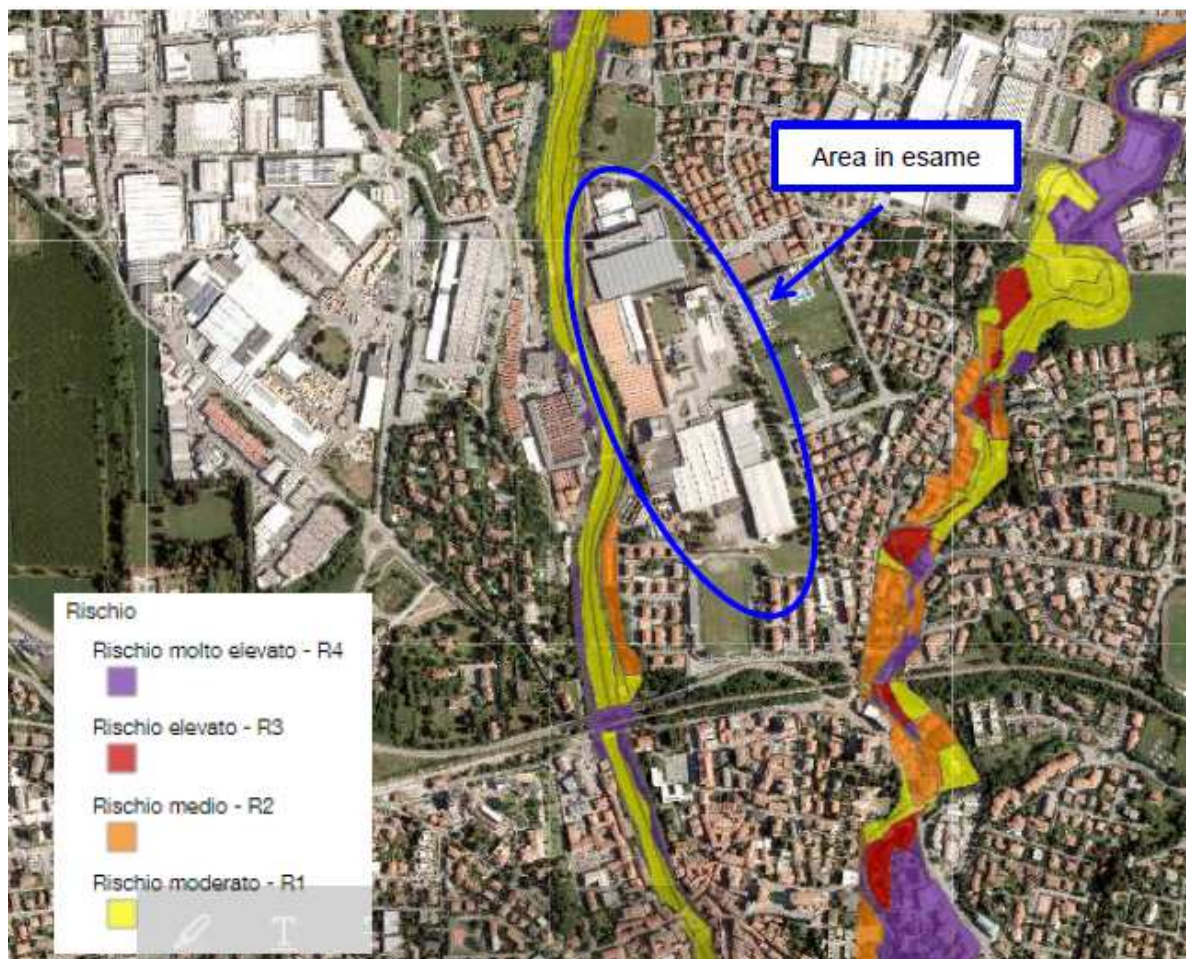 Area in esame
Rischio
Rischio molto elevato - R4
Rischio elevato - R3
Rischio medio - R2
Rischio moderato - R1
T